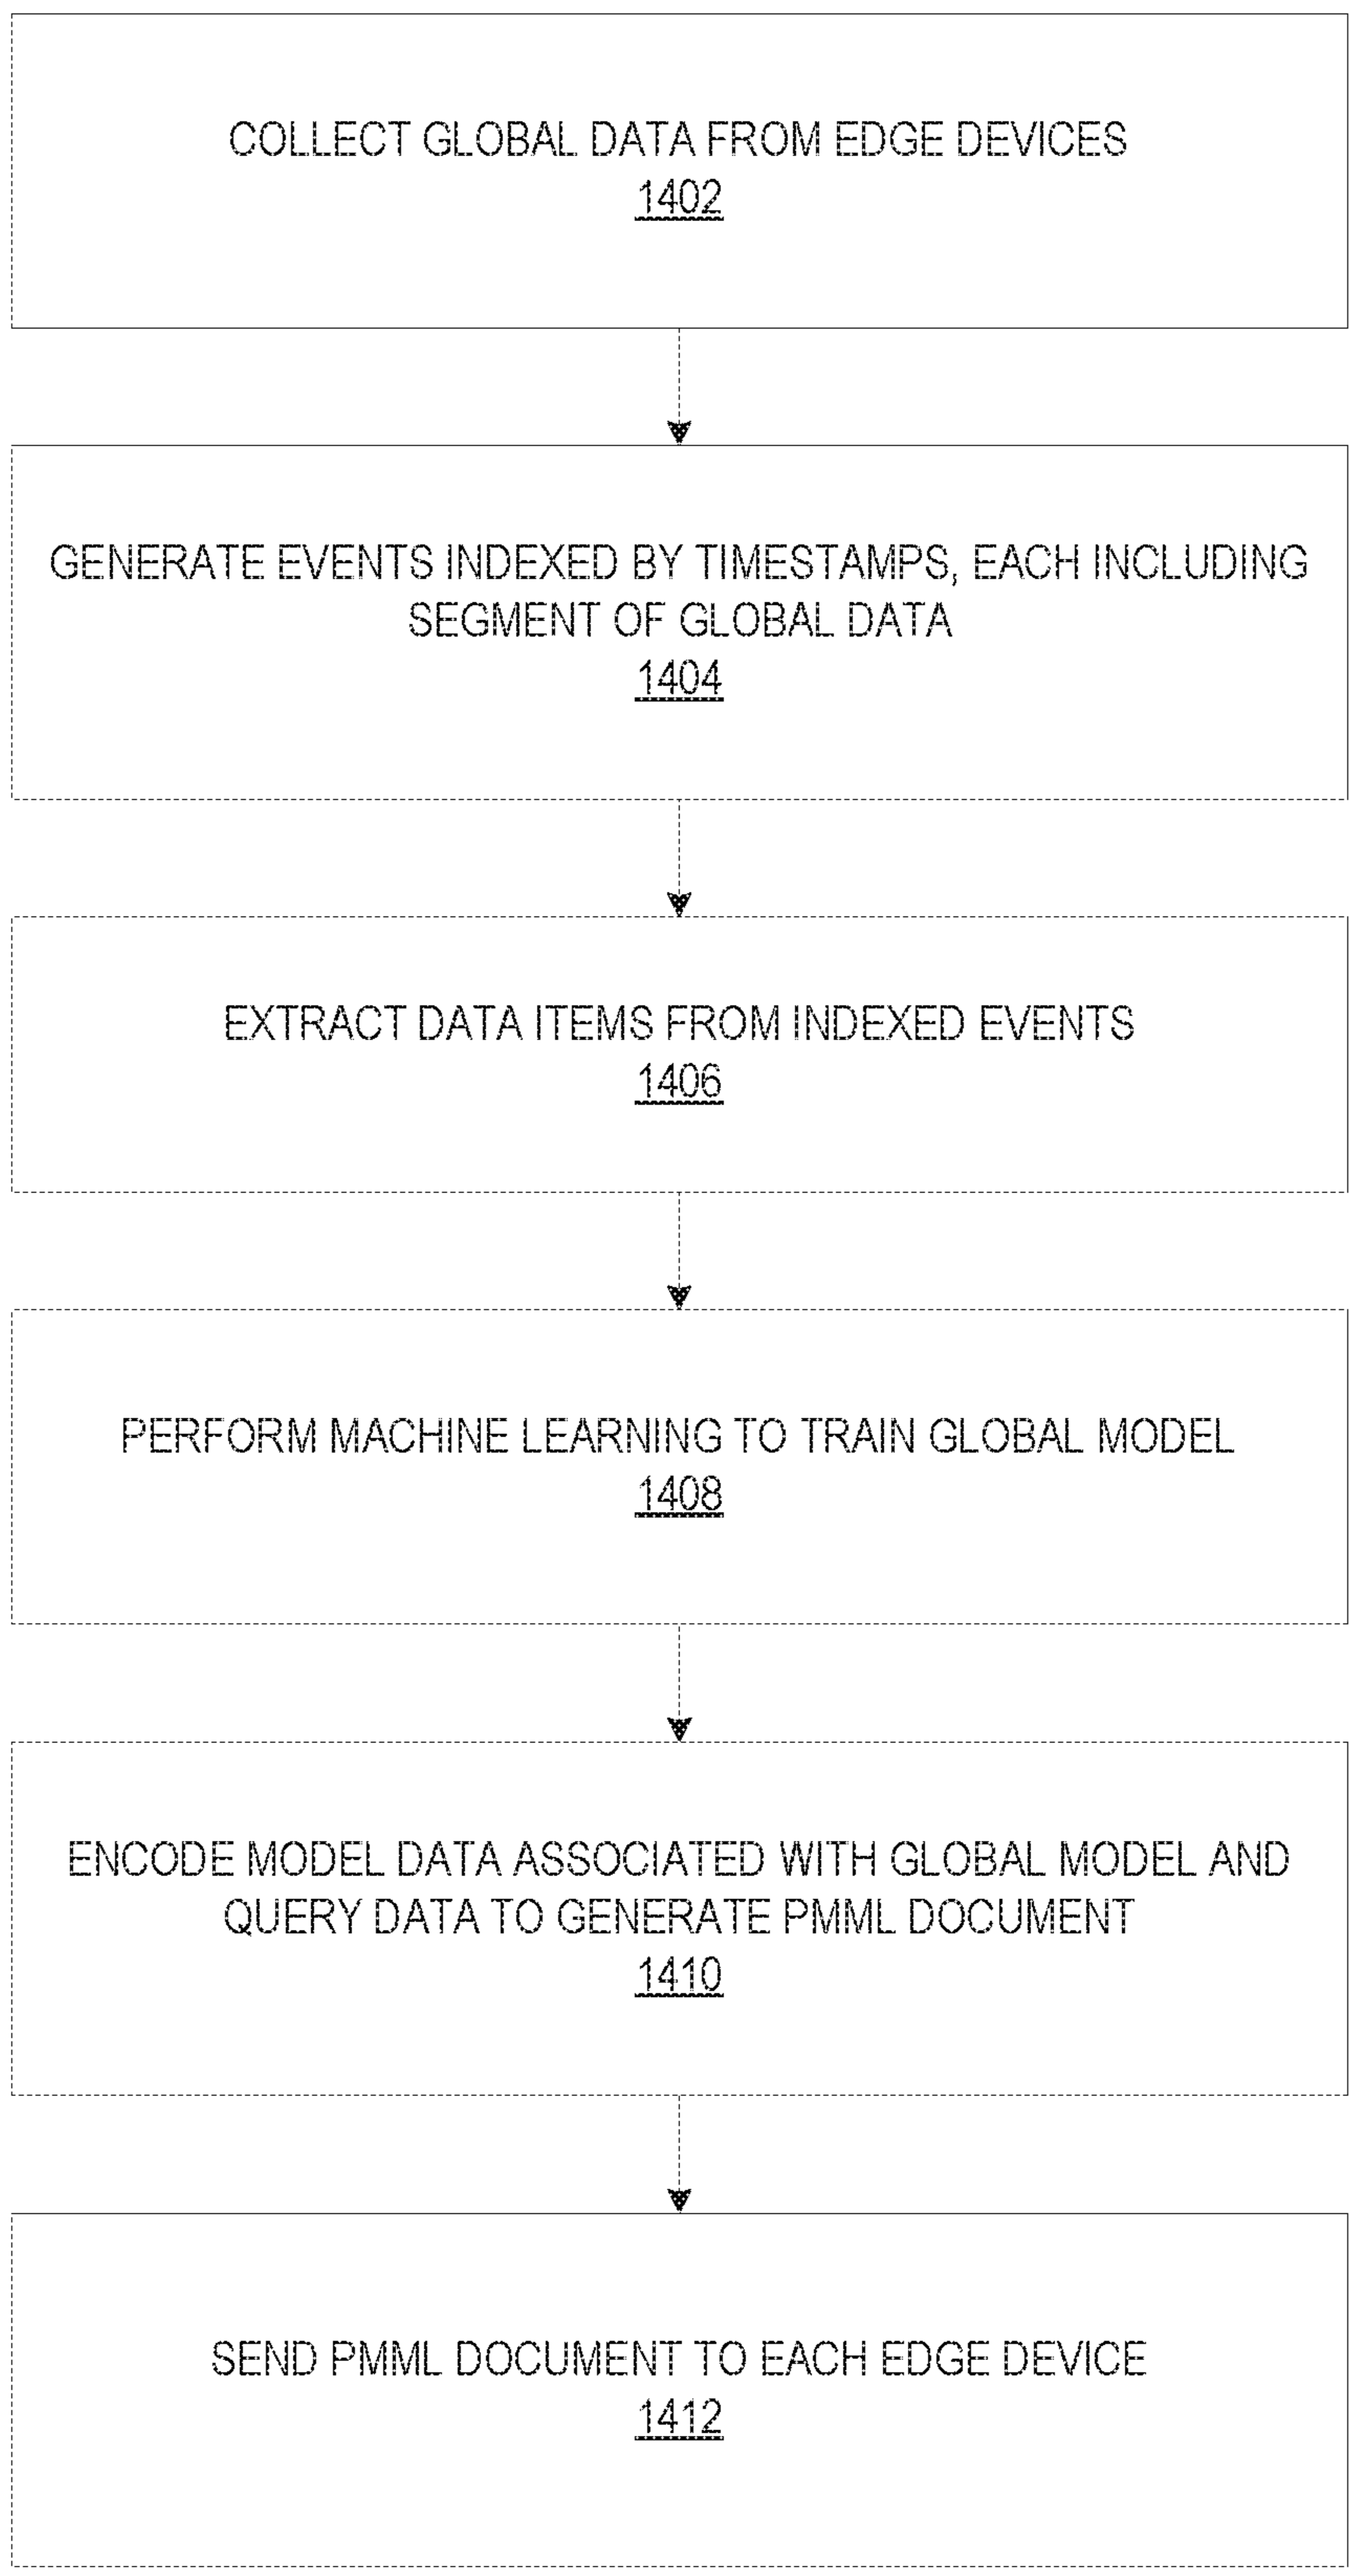 COLLECT GLOBAL DATA FROM EDGE DEVICES
1402
GENERATE EVENTS INDEXED BY TIMESTAMPS, EACH INCLUDING
SEGMENT OF GLOBAL DATA
1404
EXTRACT DATA ITEMS FROM INDEXED EVENTS
1406
PERFORM MACHINE LEARNING TO TRAIN GLOBAL MODEL
1408
ENCODE MODEL DATA ASSOCIATED WITH GLOBAL MODEL AND
QUERY DATA TO GENERATE PMML DOCUMENT
1410
SEND PMML DOCUMENT TO EACH EDGE DEVICE
1412